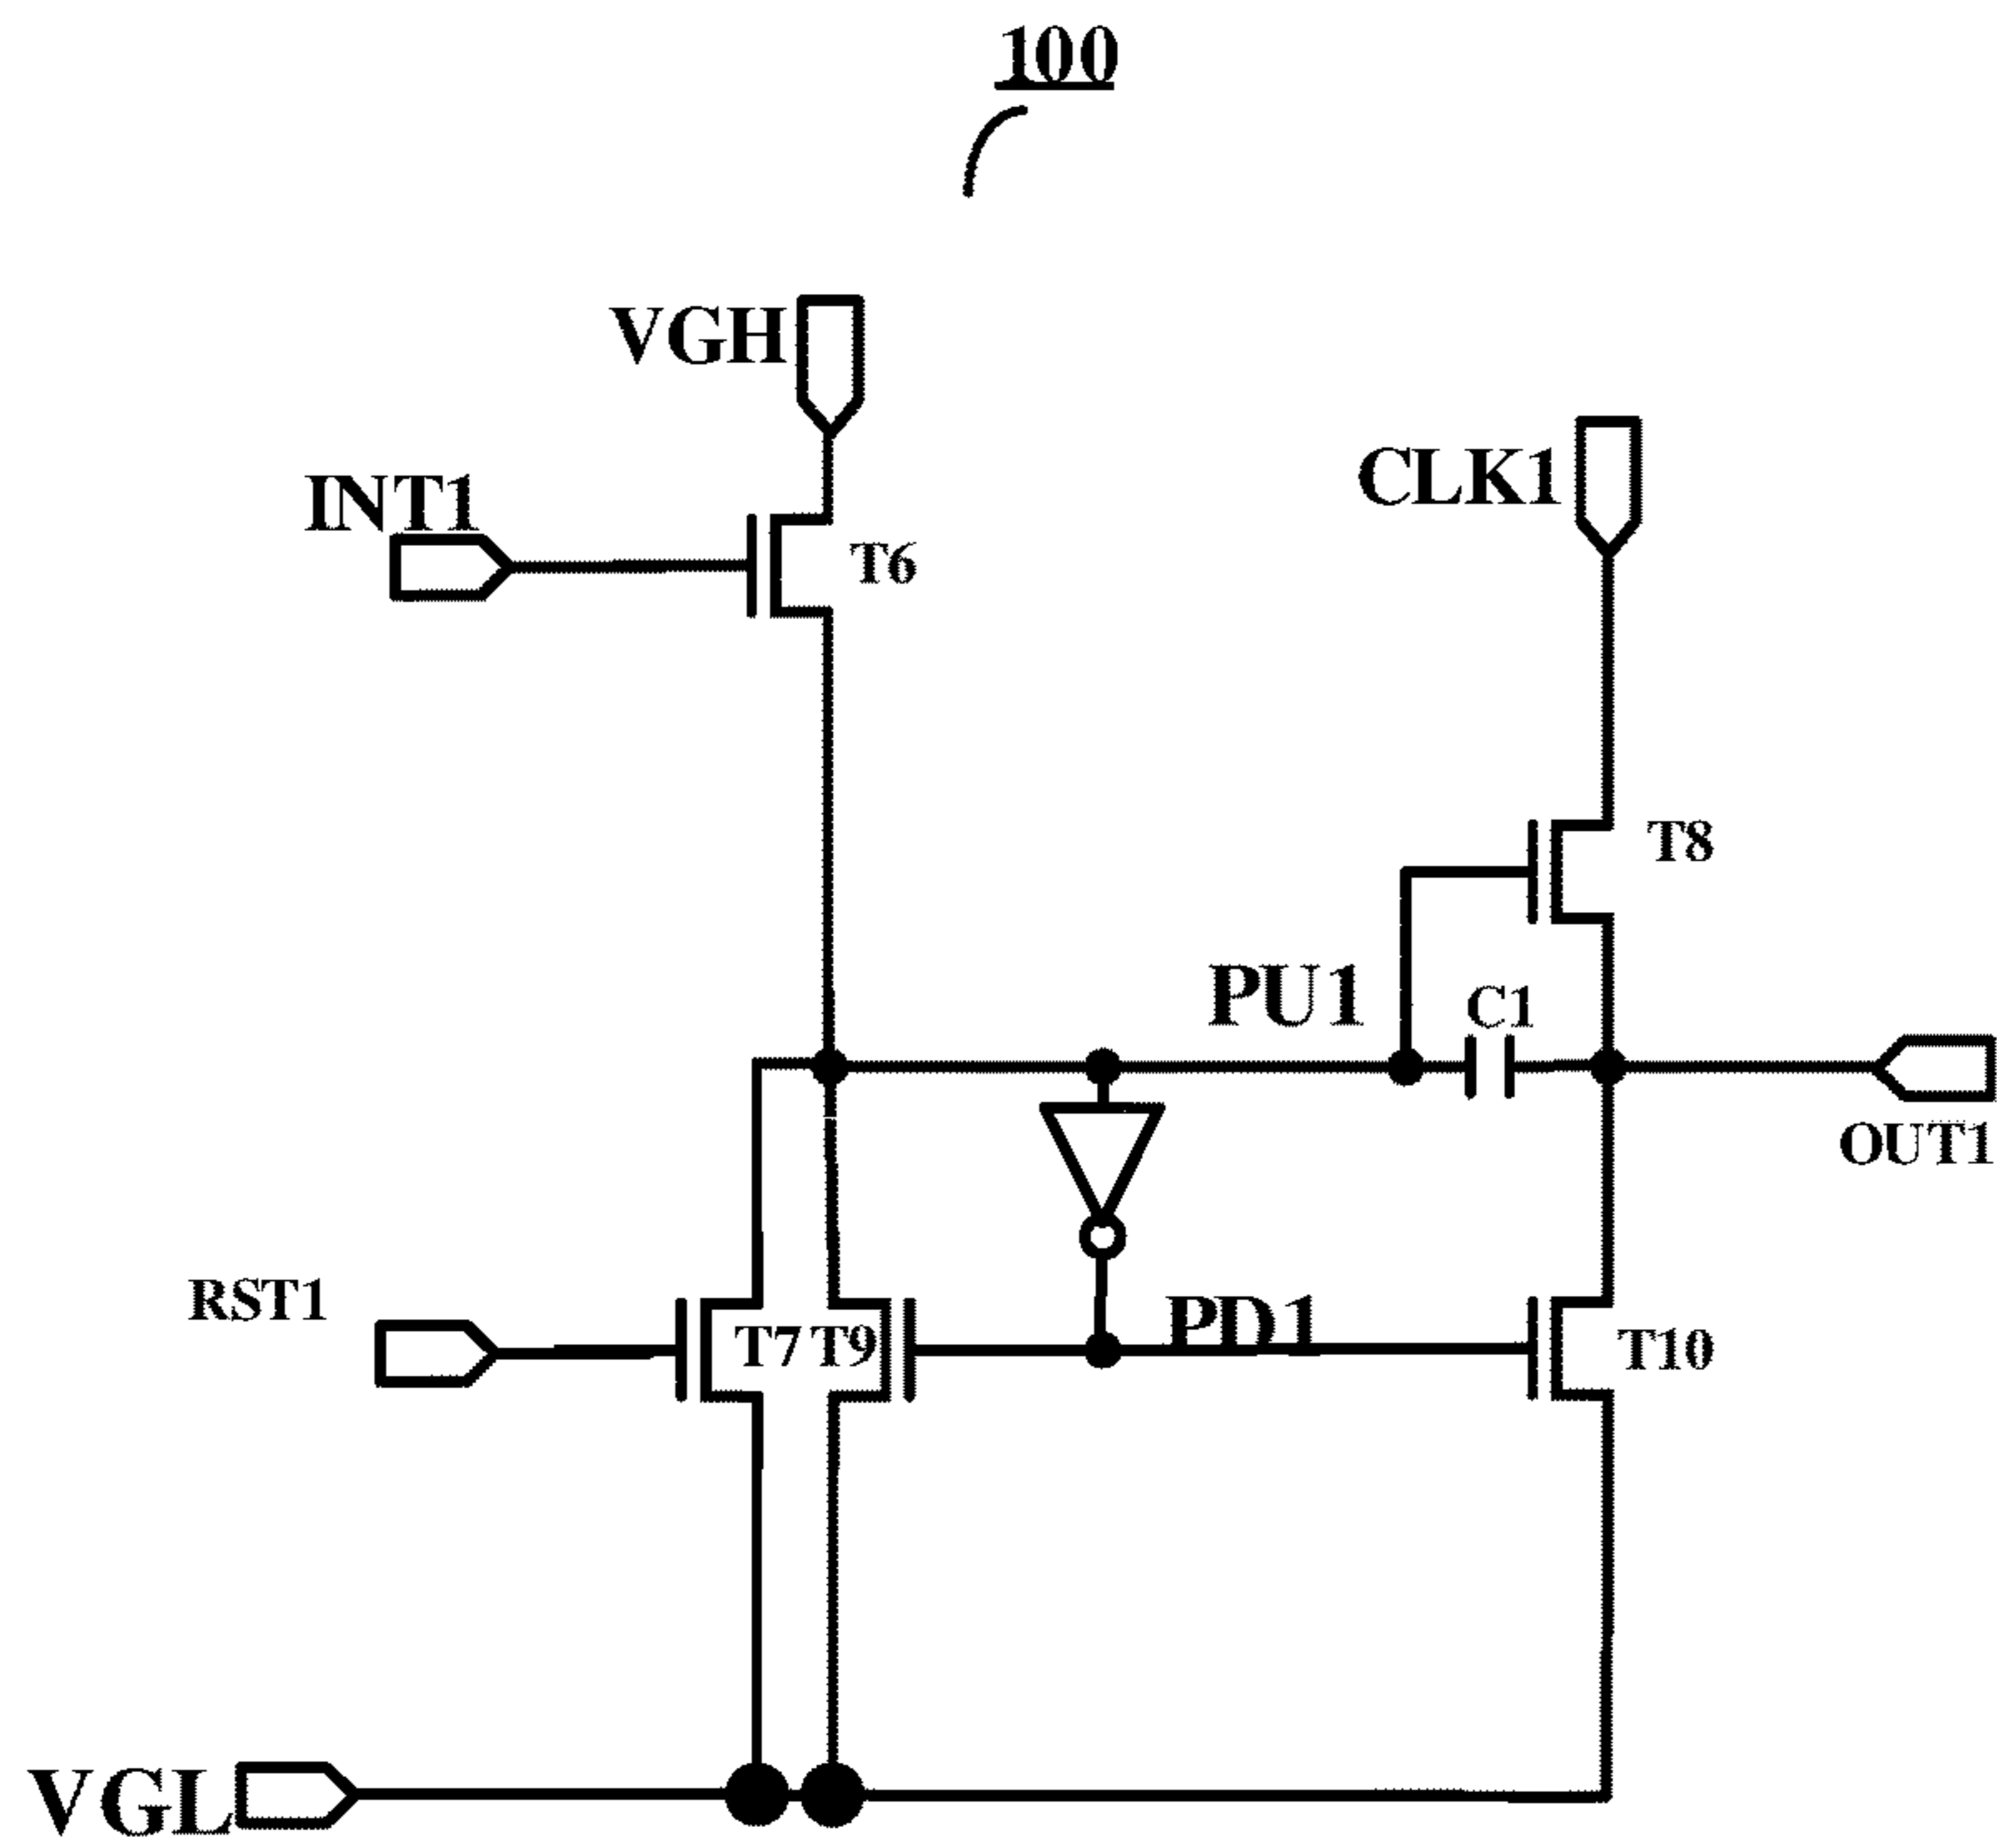 100
VGH
INT1
CLK1
T6
T8
PU1
C1
OUT1
RST1
T7
T9
PD1
T10
VGL